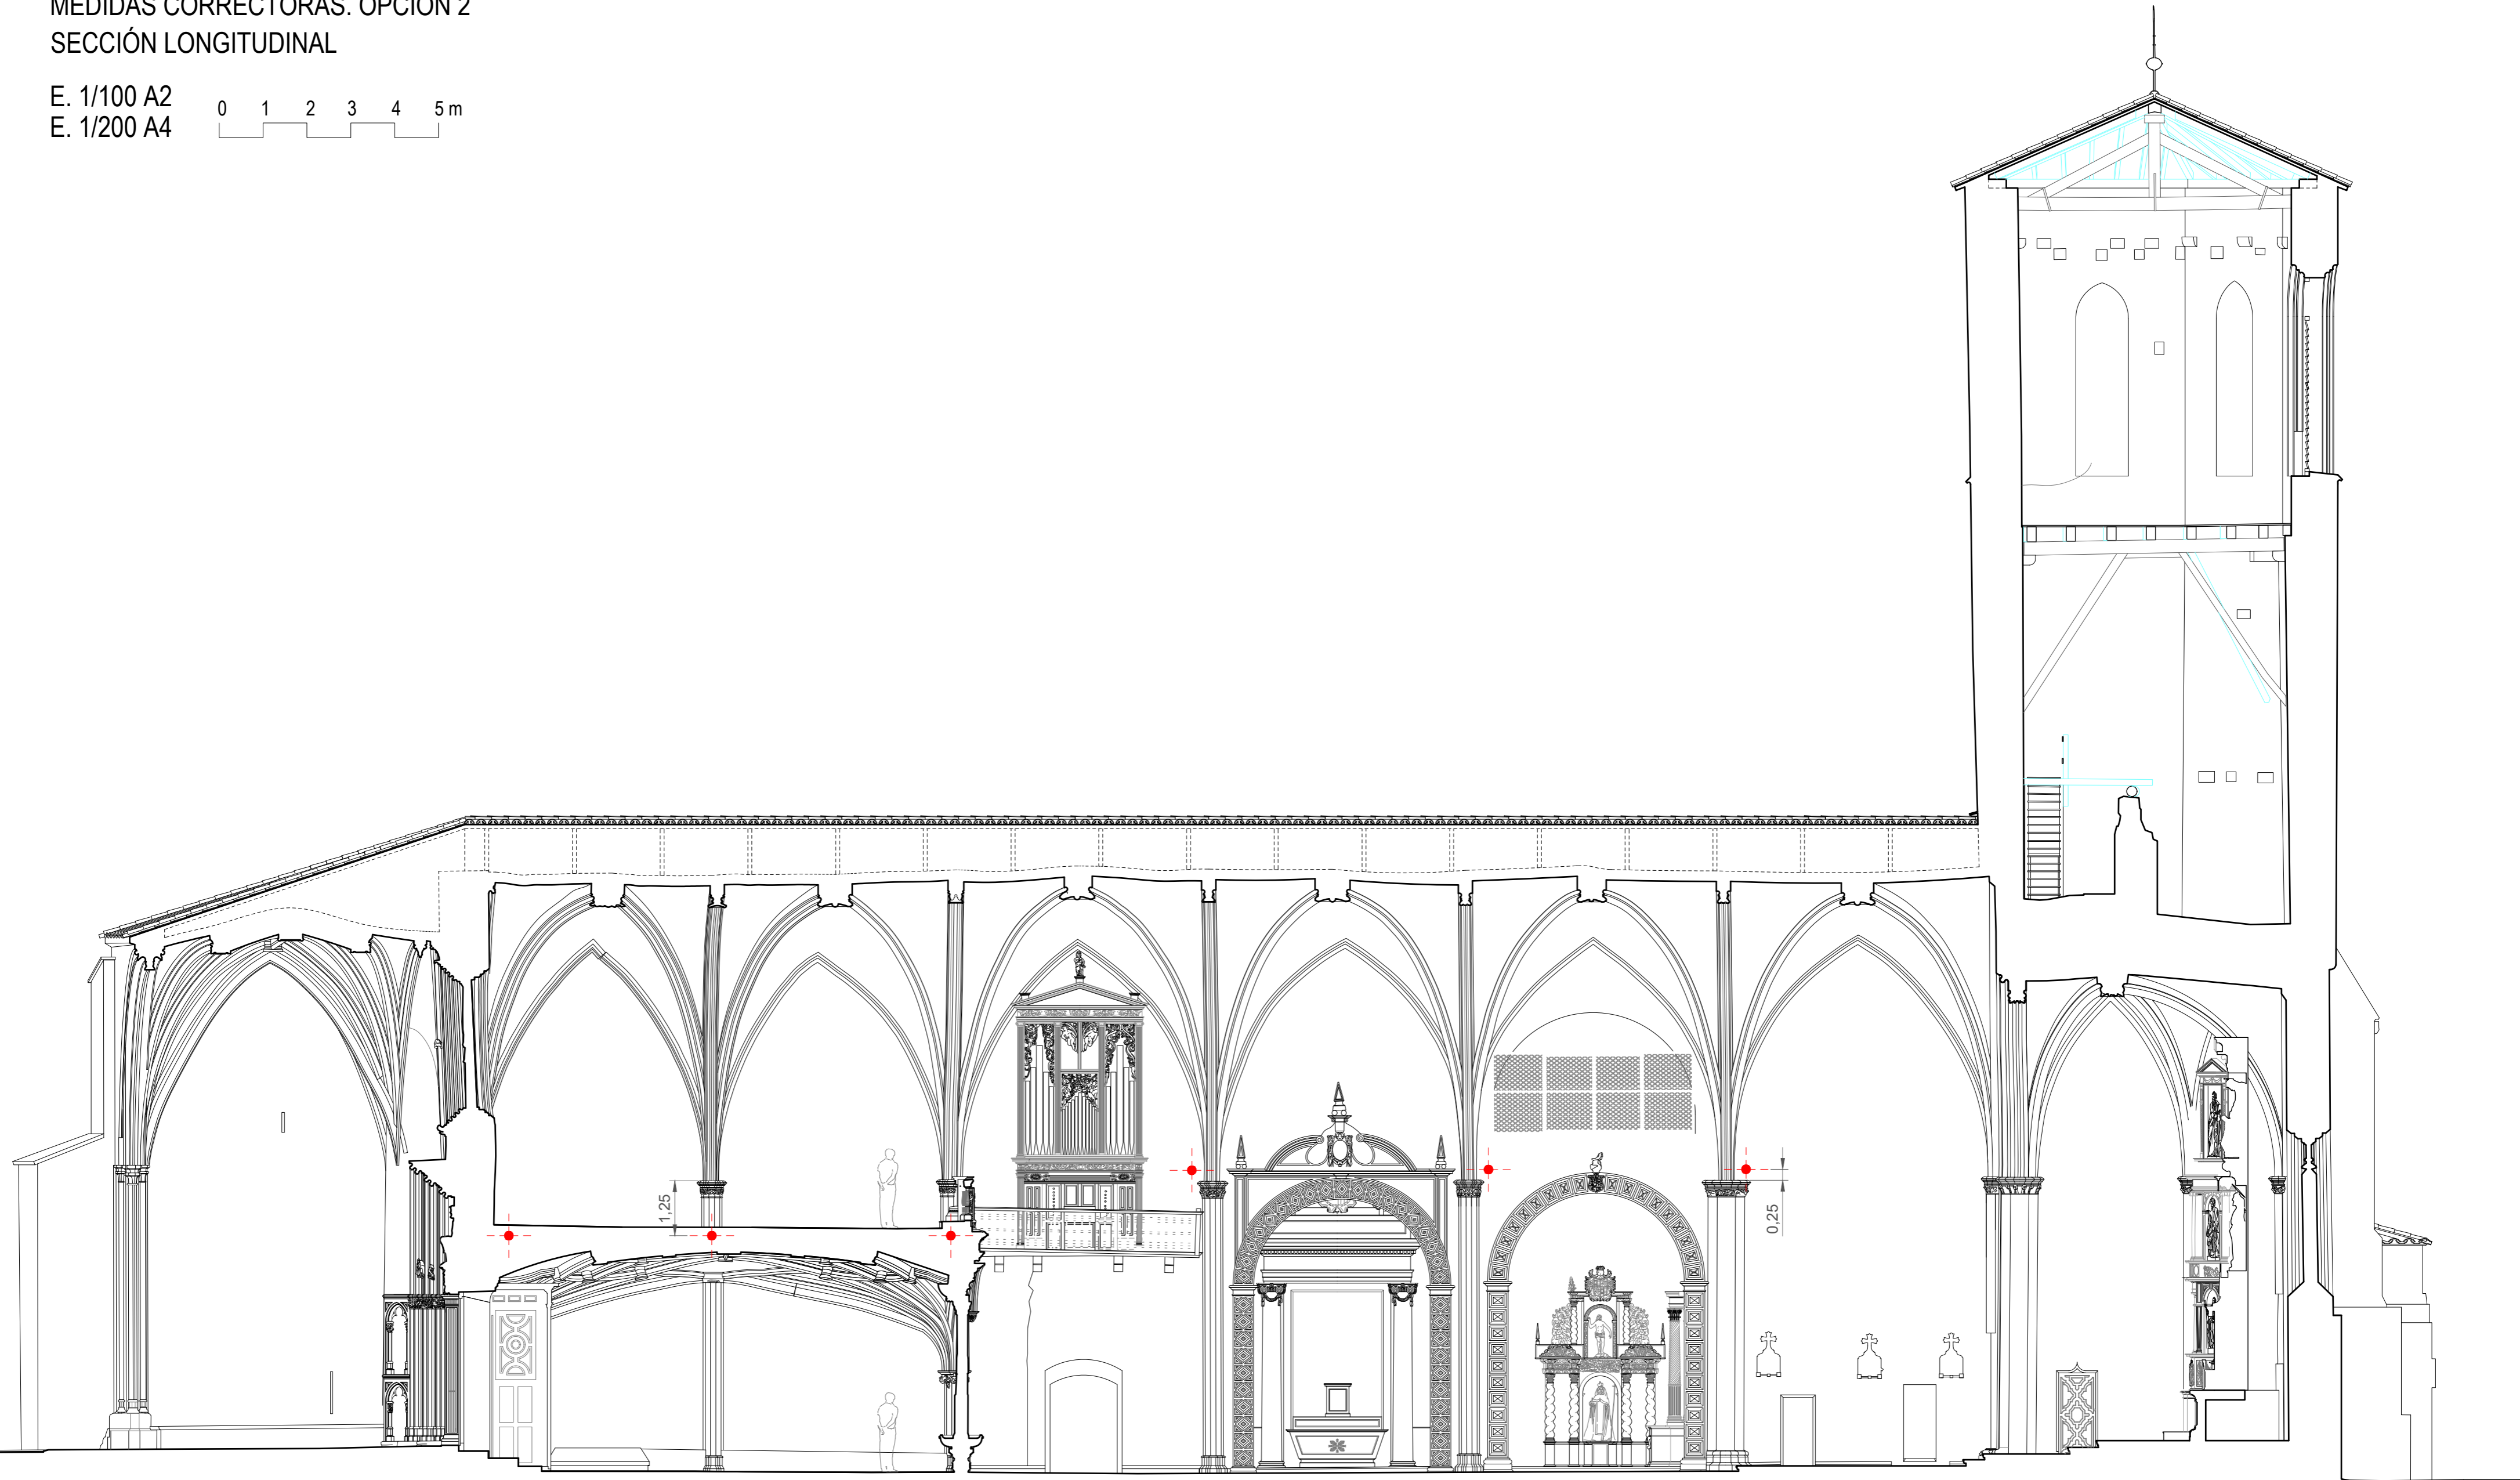 MEDIDAS CORRECTORAS. OPCIÓN 2
SECCIÓN LONGITUDINAL
E. 1/100 A2
E. 1/200 A4
0 1 2 3 4 5 m
1,25
0,25